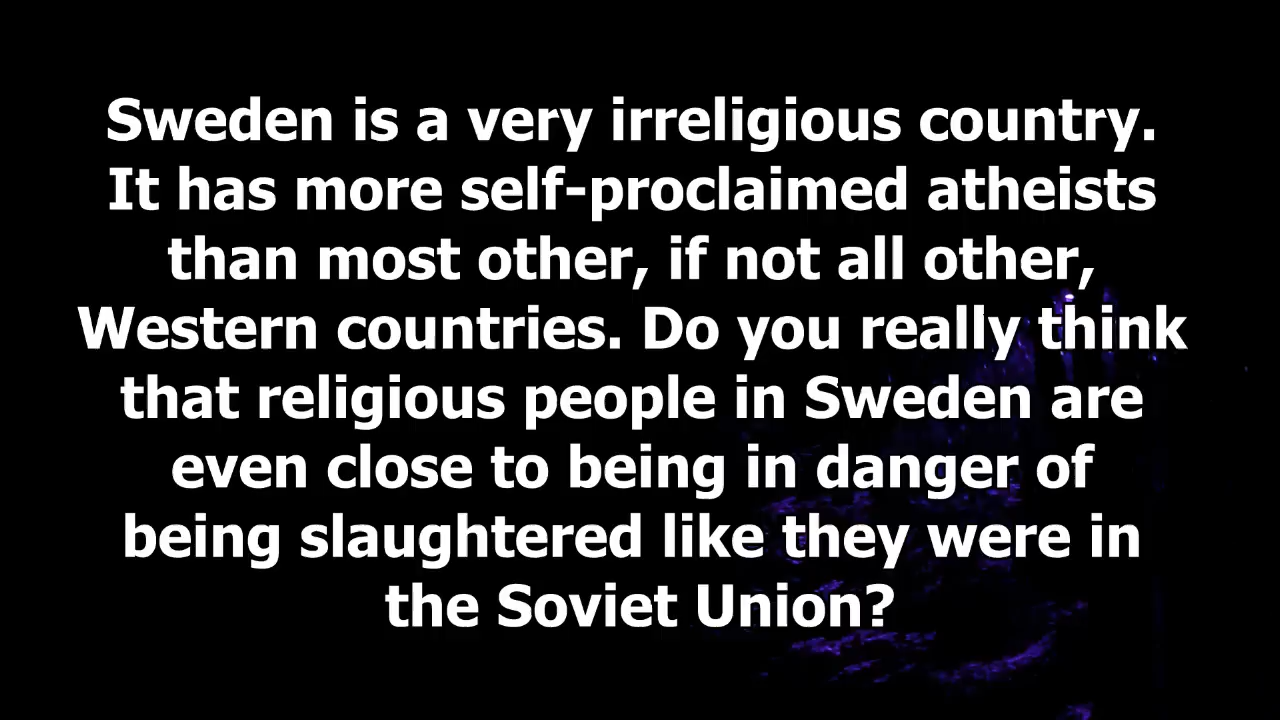 Sweden is a very irreligious country.
It has more self-proclaimed atheists
than most other, if not all other,
Western countries. Do you really think
that religious people in Sweden are
even close to being in danger of
being slaughtered like they were in
the Soviet Union?